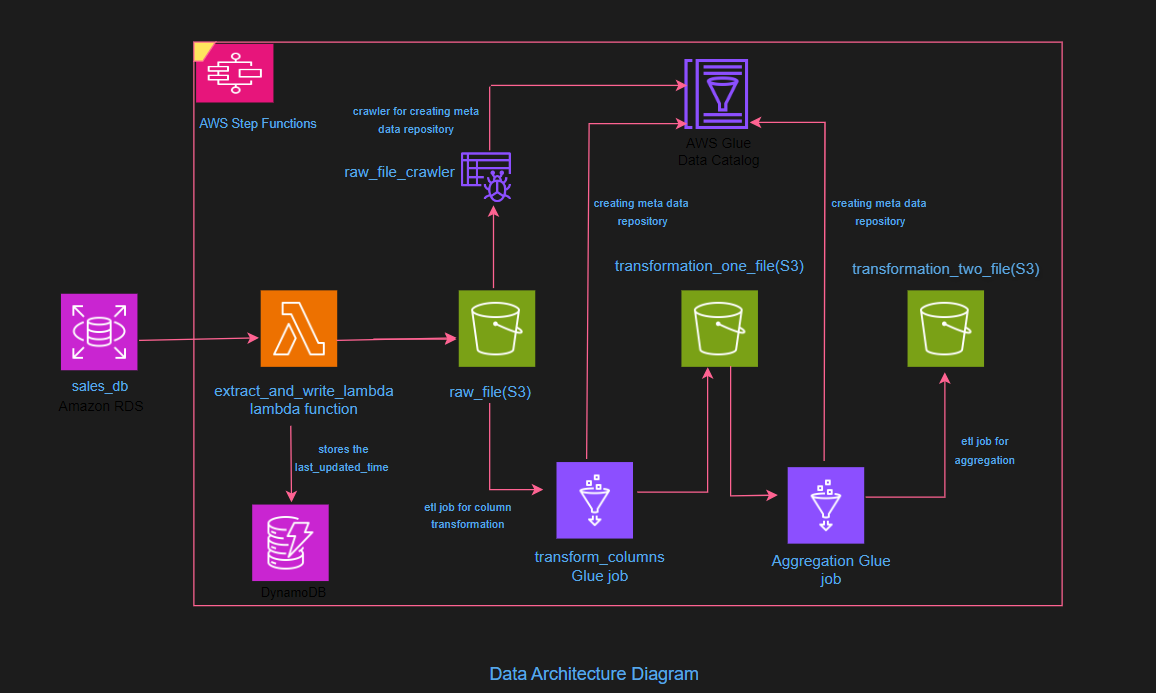 AWS Step Functions
crawler for creating meta
data repository
raw_file_crawler
AWS Glue
Data Catalog
creating meta data
repository
creating meta data
repository
transformation_one_file(S3)
transformation_two_file(S3)
sales_db
Amazon RDS
extract_and_write_lambda
lambda function
raw_file(S3)
stores the
last_updated_time
etl job for column
transformation
etl job for
aggregation
transform_columns
Glue job
Aggregation Glue
job
DynamoDB
Data Architecture Diagram